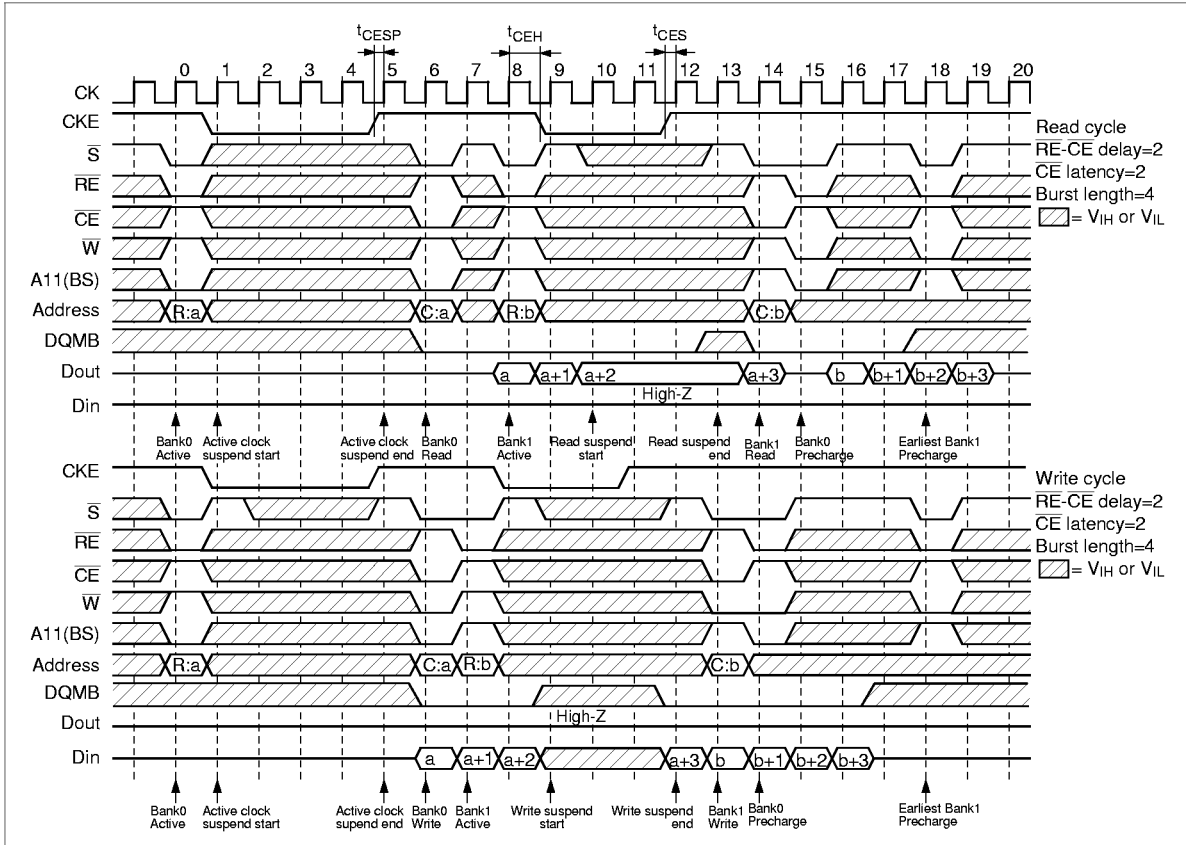 tCESP tCEH tCES
0 1 2 3 4 5 6 7 8 9 10 11 12 13 14 15 16 17 18 19 20
CK
CKE
S
RE
CE
W
A11(BS)
Address R:a C:a R:b C:b
DQMB
Dout a a+1 a+2 a+3 b b+1 b+2 b+3
High-Z
Din
Read cycle
RE-CE delay=2
CE latency=2
Burst length=4
= VIH or VIL
Bank0 Active
Active clock suspend start
Active clock suspend end
Bank0 Read
Bank1 Active
Read suspend start
Read suspend end
Bank1 Read
Bank0 Precharge
Earliest Bank1 Precharge
CKE
S
RE
CE
W
A11(BS)
Address R:a C:a R:b C:b
DQMB
Dout
High-Z
Din a a+1 a+2 a+3 b b+1 b+2 b+3
Write cycle
RE-CE delay=2
CE latency=2
Burst length=4
= VIH or VIL
Bank0 Active
Active clock suspend start
Active clock supend end
Bank0 Write
Bank1 Active
Write suspend start
Write suspend end
Bank1 Write
Bank0 Precharge
Earliest Bank1 Precharge